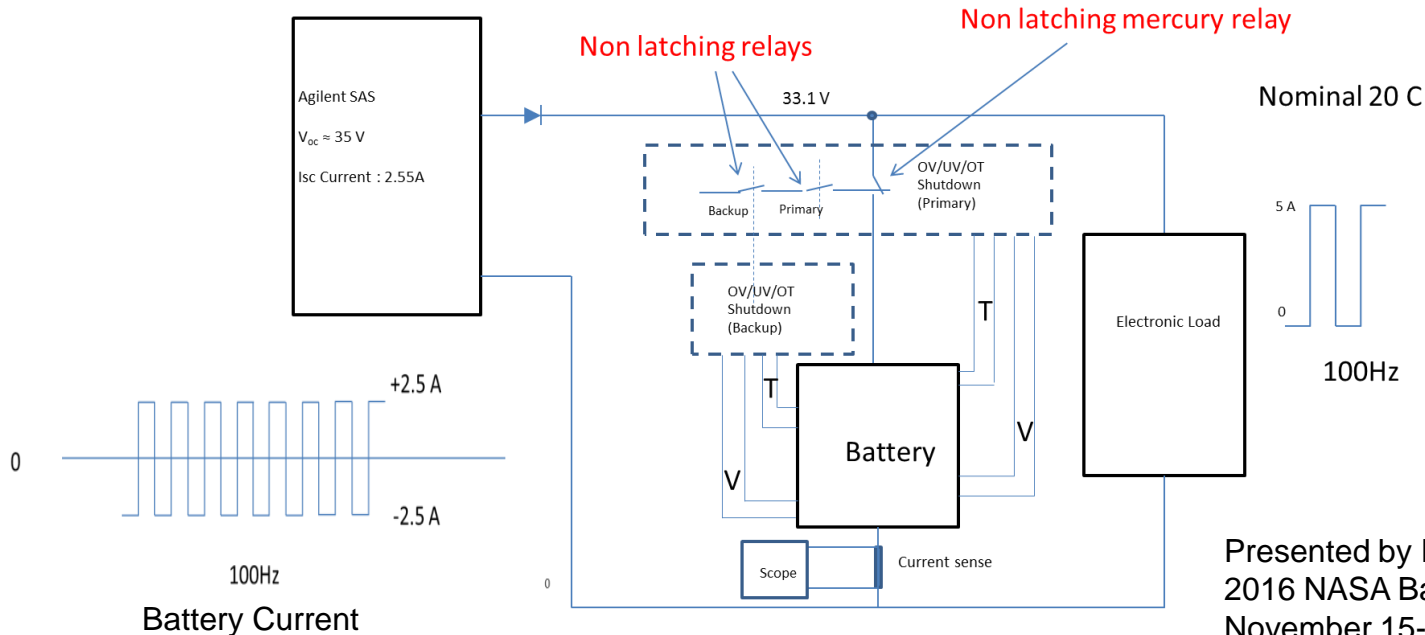 Non latching relays
Non latching mercury relay
Agilent SAS
Voc ≈ 35 V
Isc Current : 2.55A
33.1 V
Nominal 20 C
OV/UV/OT
Shutdown
(Primary)
Backup
Primary
5 A
0
100Hz
OV/UV/OT
Shutdown
(Backup)
T
T
Electronic Load
+2.5 A
0
-2.5 A
100Hz
Battery Current
Battery
V
V
Scope
Current sense
0
Presented by
2016 NASA
November 15-